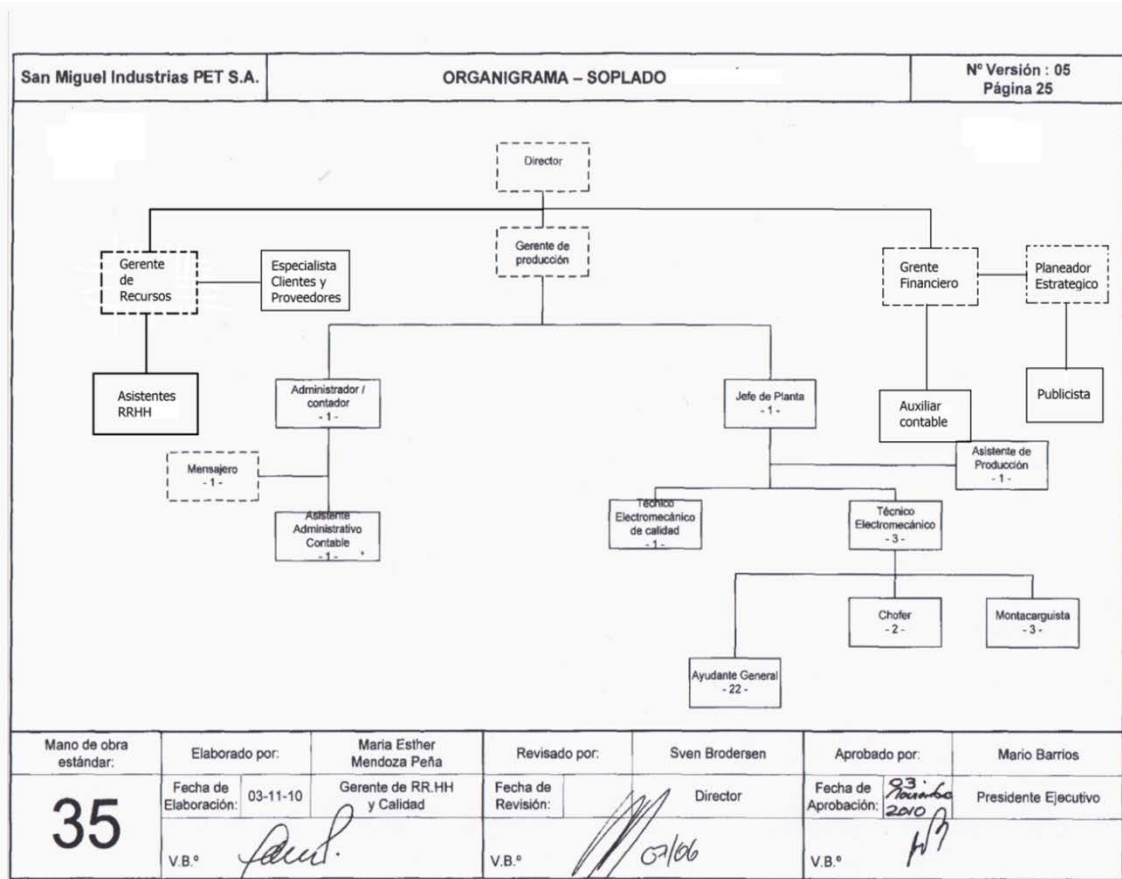 San Miguel Industrias PET S.A.
ORGANIGRAMA – SOPLADO
Nº Versión : 05
Página 25
Director
Gerente de
Recursos
Especialista
Clientes y
Proveedores
Gerente de
producción
Grente
Financiero
Planeador
Estrategico
Asistentes
RRHH
Administrador /
contador
- 1 -
Jefe de Planta
- 1 -
Auxiliar
contable
Publicista
Mensajero
- 1 -
Asistente de
Producción
- 1 -
Asistente
Administrativo
Contable
- 1 -
Técnico
Electromecánico
de calidad
- 1 -
Técnico
Electromecánico
- 3 -
Chofer
- 2 -
Montacarguista
- 3 -
Ayudante General
- 22 -
Mano de obra
estándar:
35
Elaborado por:
Maria Esther
Mendoza Peña
Fecha de
Elaboración:
03-11-10
Gerente de RR.HH
y Calidad
V.B.º
Revisado por:
Sven Brodersen
Fecha de
Revisión:
Director
V.B.º
07/06
Aprobado por:
Mario Barrios
Fecha de
Aprobación:
03
2010
Presidente Ejecutivo
V.B.º